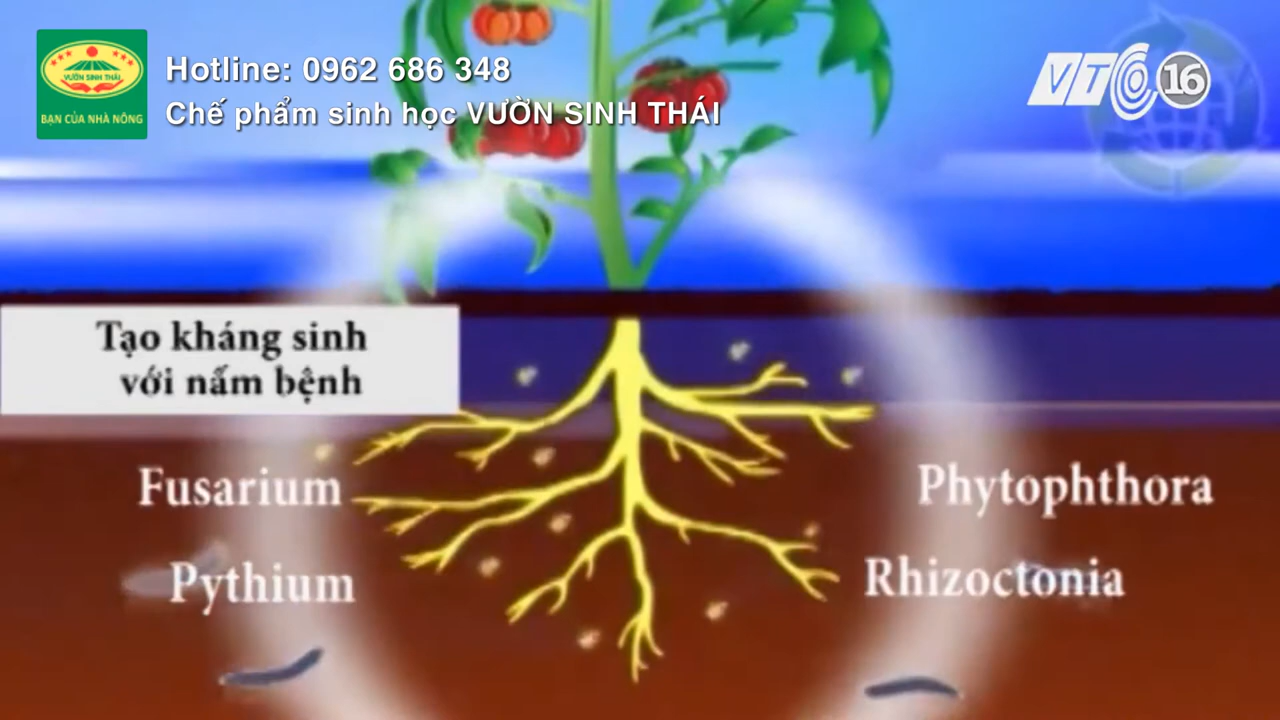 VƯỜN SINH THÁI
BẠN CỦA NHÀ NÔNG
Hotline: 0962 686 348
Chế phẩm sinh học VƯỜN SINH THÁI
VTC16
Tạo kháng sinh
với nấm bệnh
Fusarium
Phytophthora
Pythium
Rhizoctonia